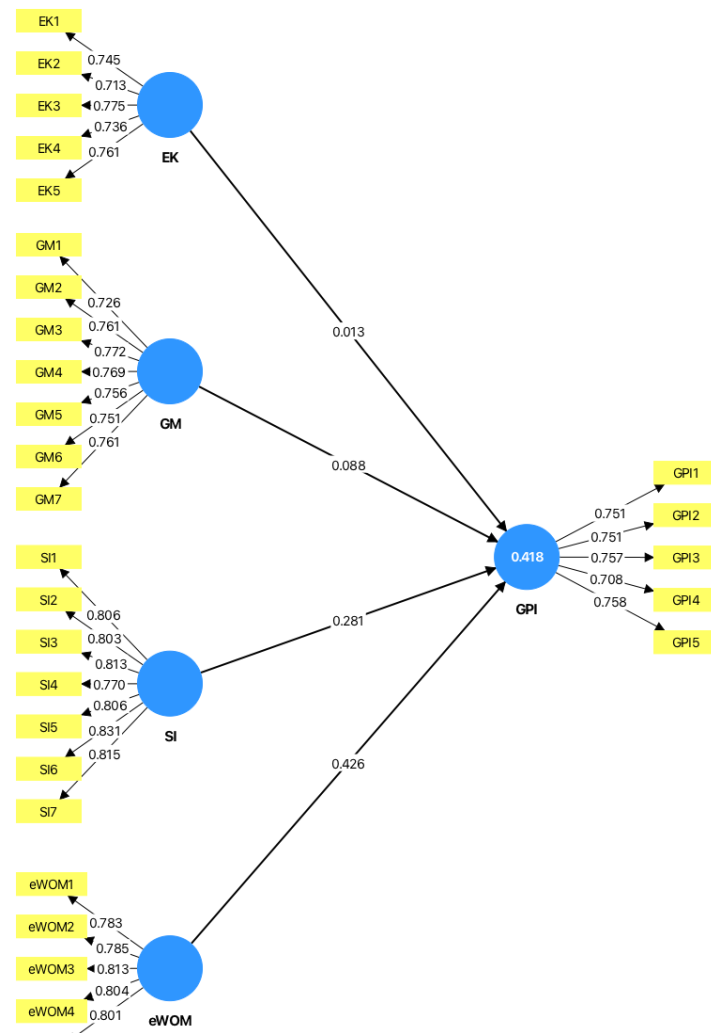 EK1
EK2
EK3
EK4
EK5
0.745
0.713
0.775
0.736
0.761
EK
0.013
GM1
GM2
GM3
GM4
GM5
GM6
GM7
0.726
0.761
0.772
0.769
0.756
0.751
0.761
GM
0.088
SI1
SI2
SI3
SI4
SI5
SI6
SI7
0.806
0.803
0.813
0.770
0.806
0.831
0.815
SI
0.281
eWOM1
eWOM2
eWOM3
eWOM4
0.783
0.785
0.813
0.804
0.801
eWOM
0.426
0.418
GPI
0.751
0.751
0.757
0.708
0.758
GPI1
GPI2
GPI3
GPI4
GPI5